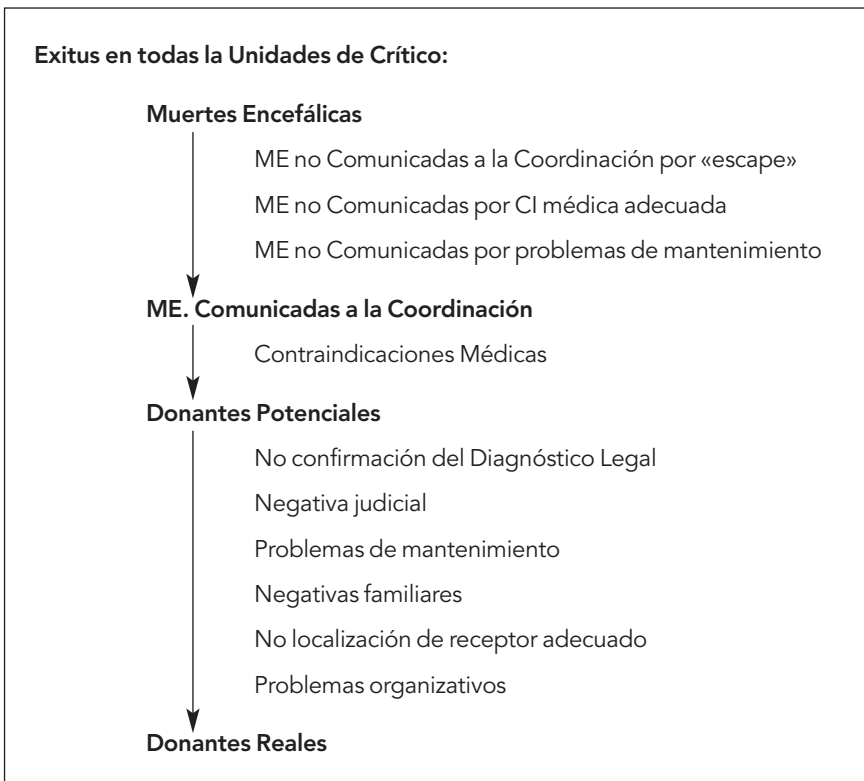 Exitus en todas la Unidades de Crítico:
Muertes Encefálicas
ME no Comunicadas a la Coordinación por «escape»
ME no Comunicadas por CI médica adecuada
ME no Comunicadas por problemas de mantenimiento
ME. Comunicadas a la Coordinación
Contraindicaciones Médicas
Donantes Potenciales
No confirmación del Diagnóstico Legal
Negativa judicial
Problemas de mantenimiento
Negativas familiares
No localización de receptor adecuado
Problemas organizativos
Donantes Reales